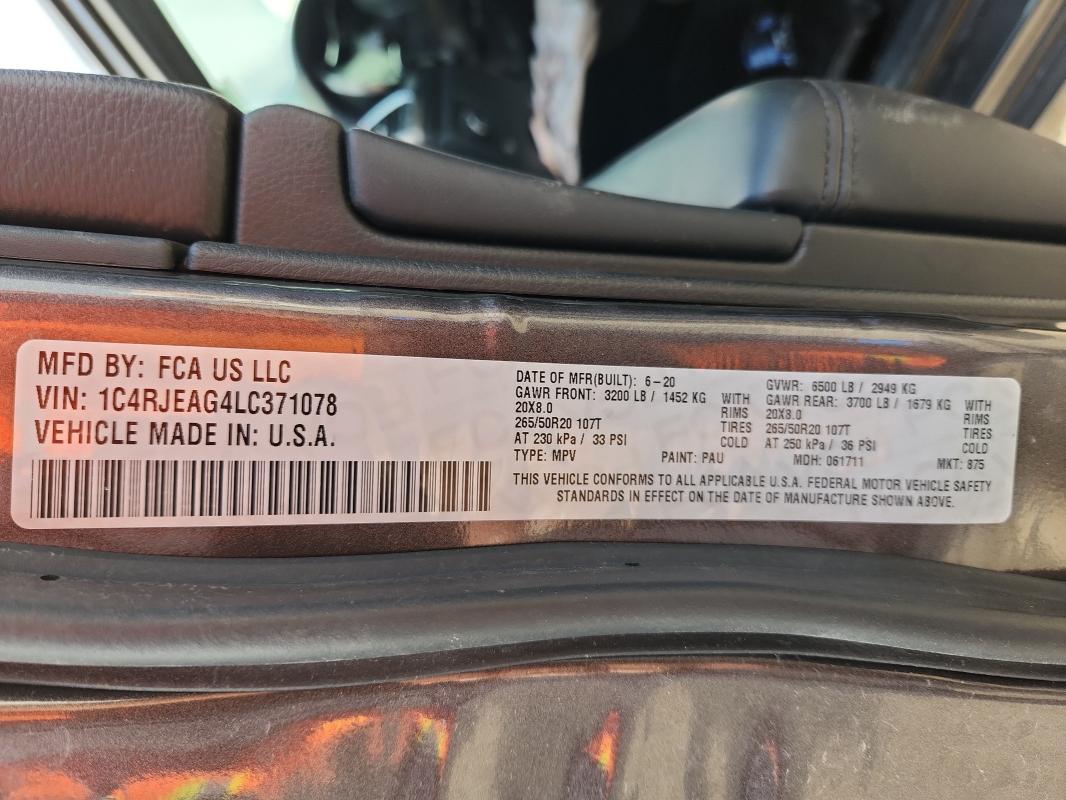 MFD BY: FCA US LLC
VIN: 1C4RJEAG4LC371078
VEHICLE MADE IN: U.S.A.
DATE OF MFR(BUILT): 6-20
GAWR FRONT: 3200 LB / 1452 KG WITH
20X8.0 RIMS
265/50R20 107T TIRES
AT 230 kPa / 33 PSI COLD
GVWR: 6500 LB / 2949 KG
GAWR REAR: 3700 LB / 1679 KG WITH
20X8.0 RIMS
265/50R20 107T TIRES
AT 250 kPa / 36 PSI COLD
TYPE: MPV PAINT: PAU MDH: 061711 MKT: 875
THIS VEHICLE CONFORMS TO ALL APPLICABLE U.S.A. FEDERAL MOTOR VEHICLE SAFETY
STANDARDS IN EFFECT ON THE DATE OF MANUFACTURE SHOWN ABOVE.